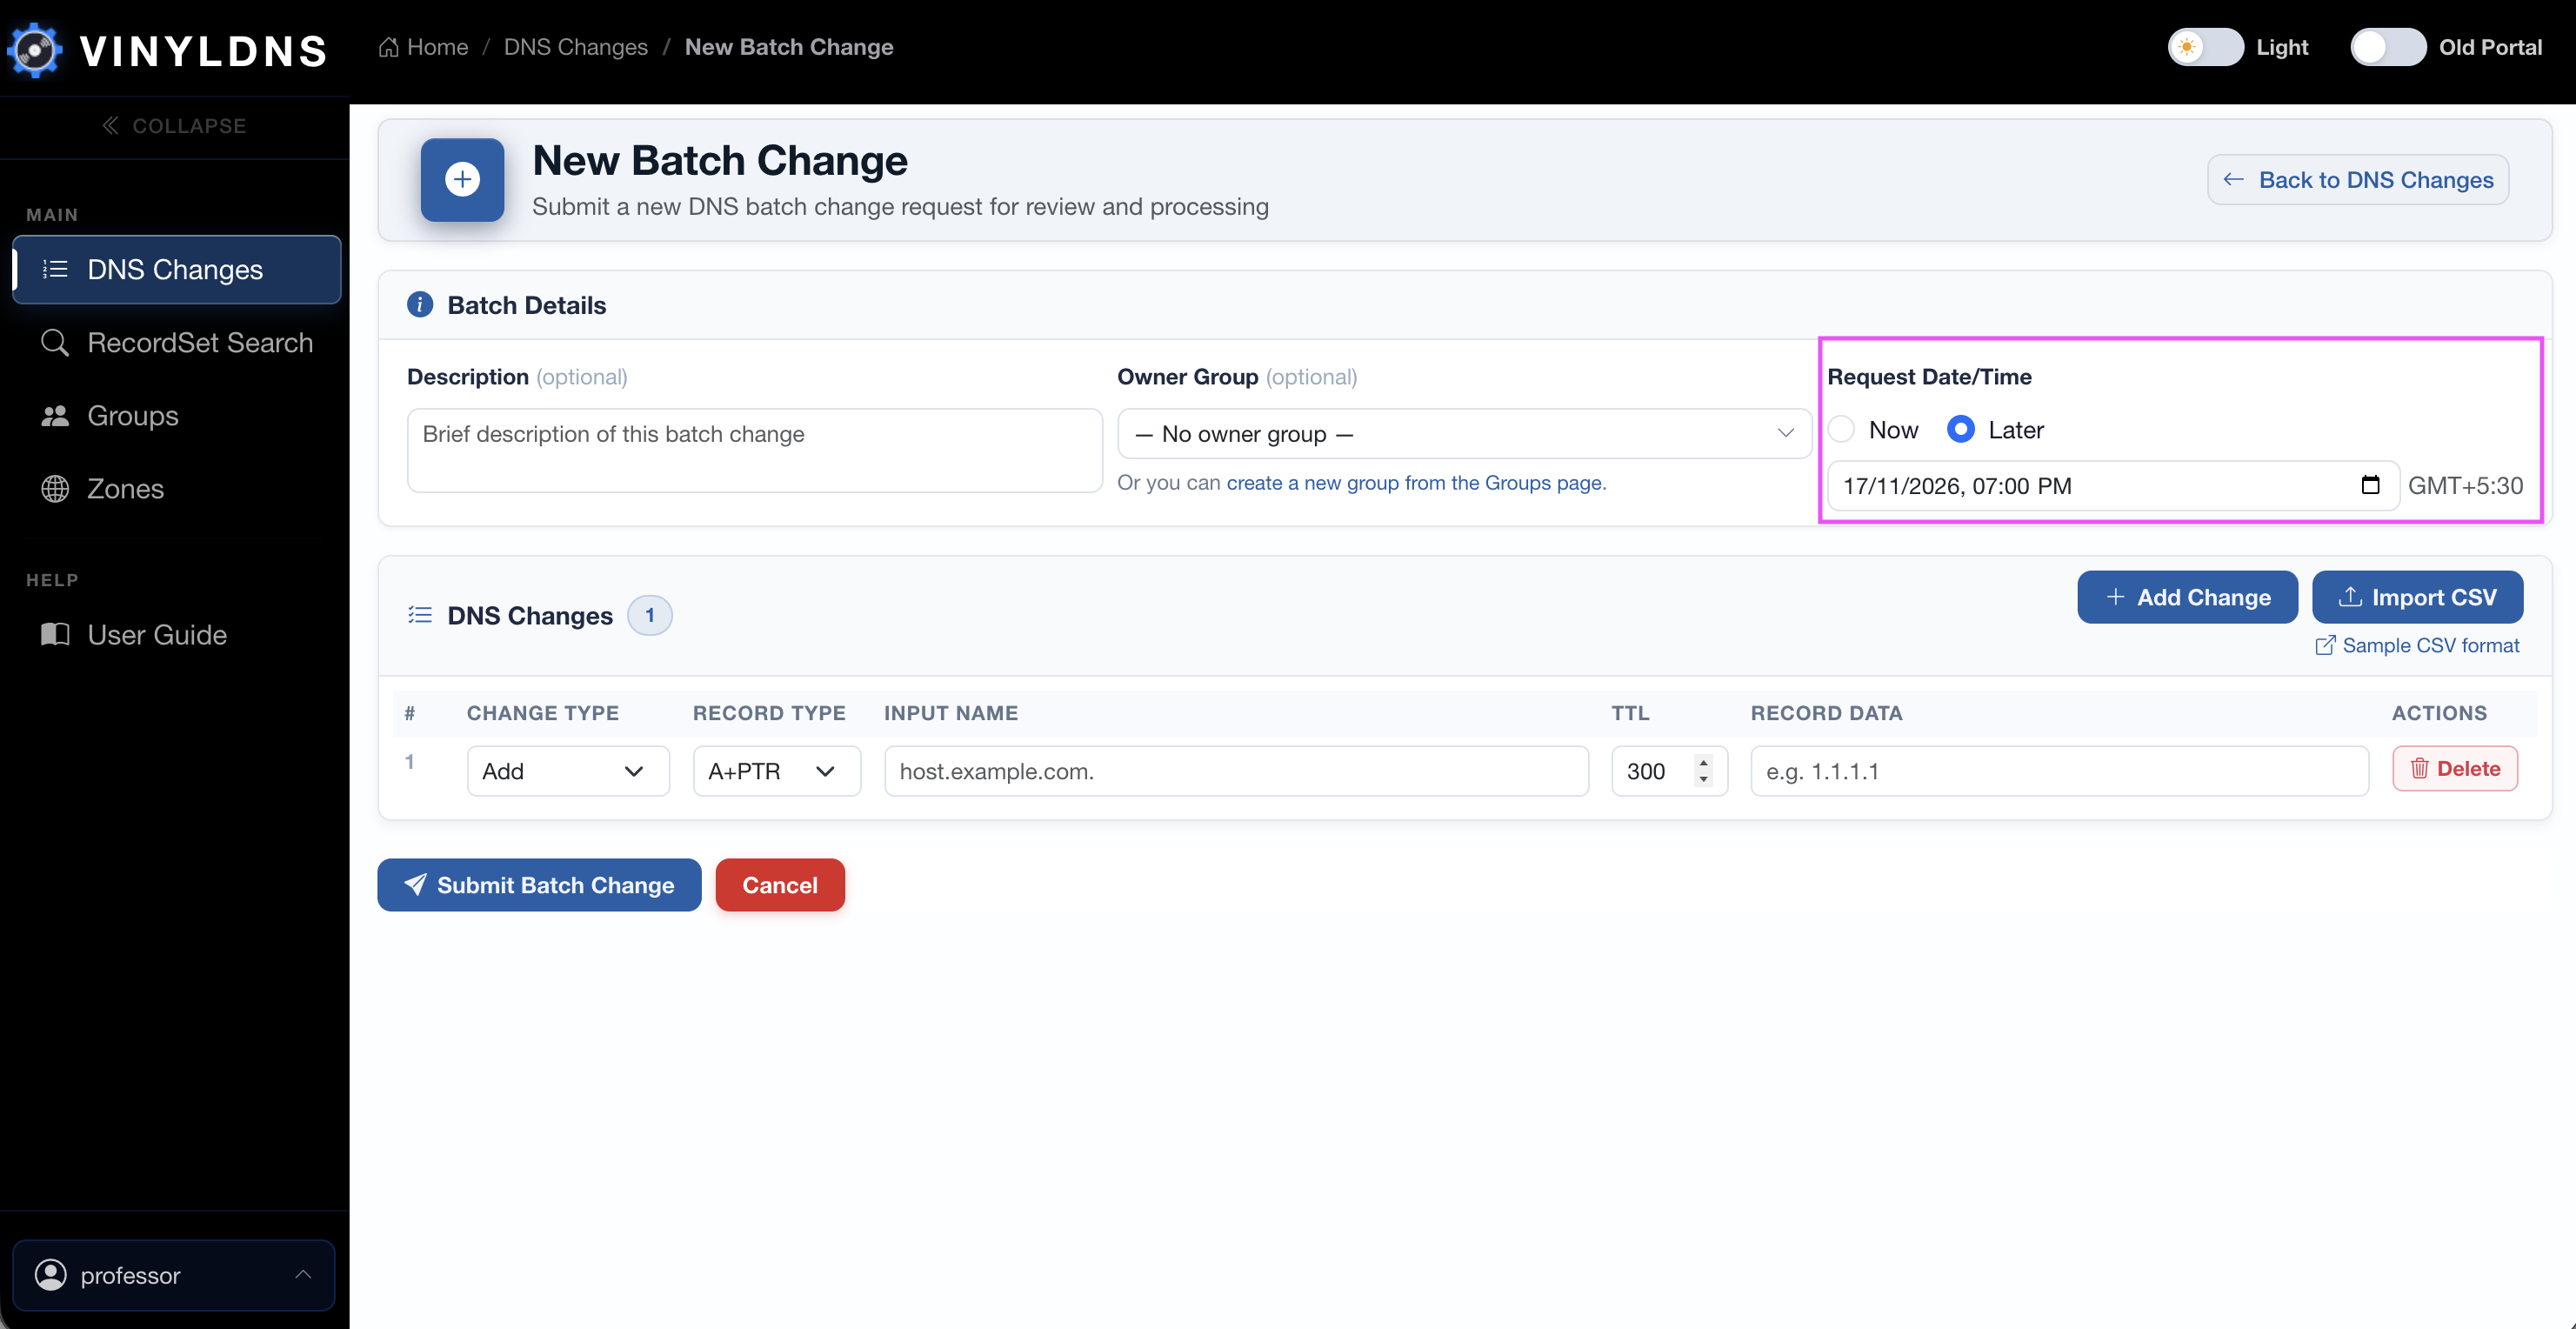 VINYLDNS
Home / DNS Changes / New Batch Change
Light
Old Portal
COLLAPSE
MAIN
DNS Changes
RecordSet Search
Groups
Zones
HELP
User Guide
professor
New Batch Change
Submit a new DNS batch change request for review and processing
Back to DNS Changes
Batch Details
Description (optional)
Brief description of this batch change
Owner Group (optional)
— No owner group —
Or you can create a new group from the Groups page.
Request Date/Time
Now Later
17/11/2026, 07:00 PM GMT+5:30
DNS Changes 1
+ Add Change
Import CSV
Sample CSV format
# CHANGE TYPE RECORD TYPE INPUT NAME TTL RECORD DATA ACTIONS
1 Add A+PTR host.example.com. 300 e.g. 1.1.1.1 Delete
Submit Batch Change
Cancel